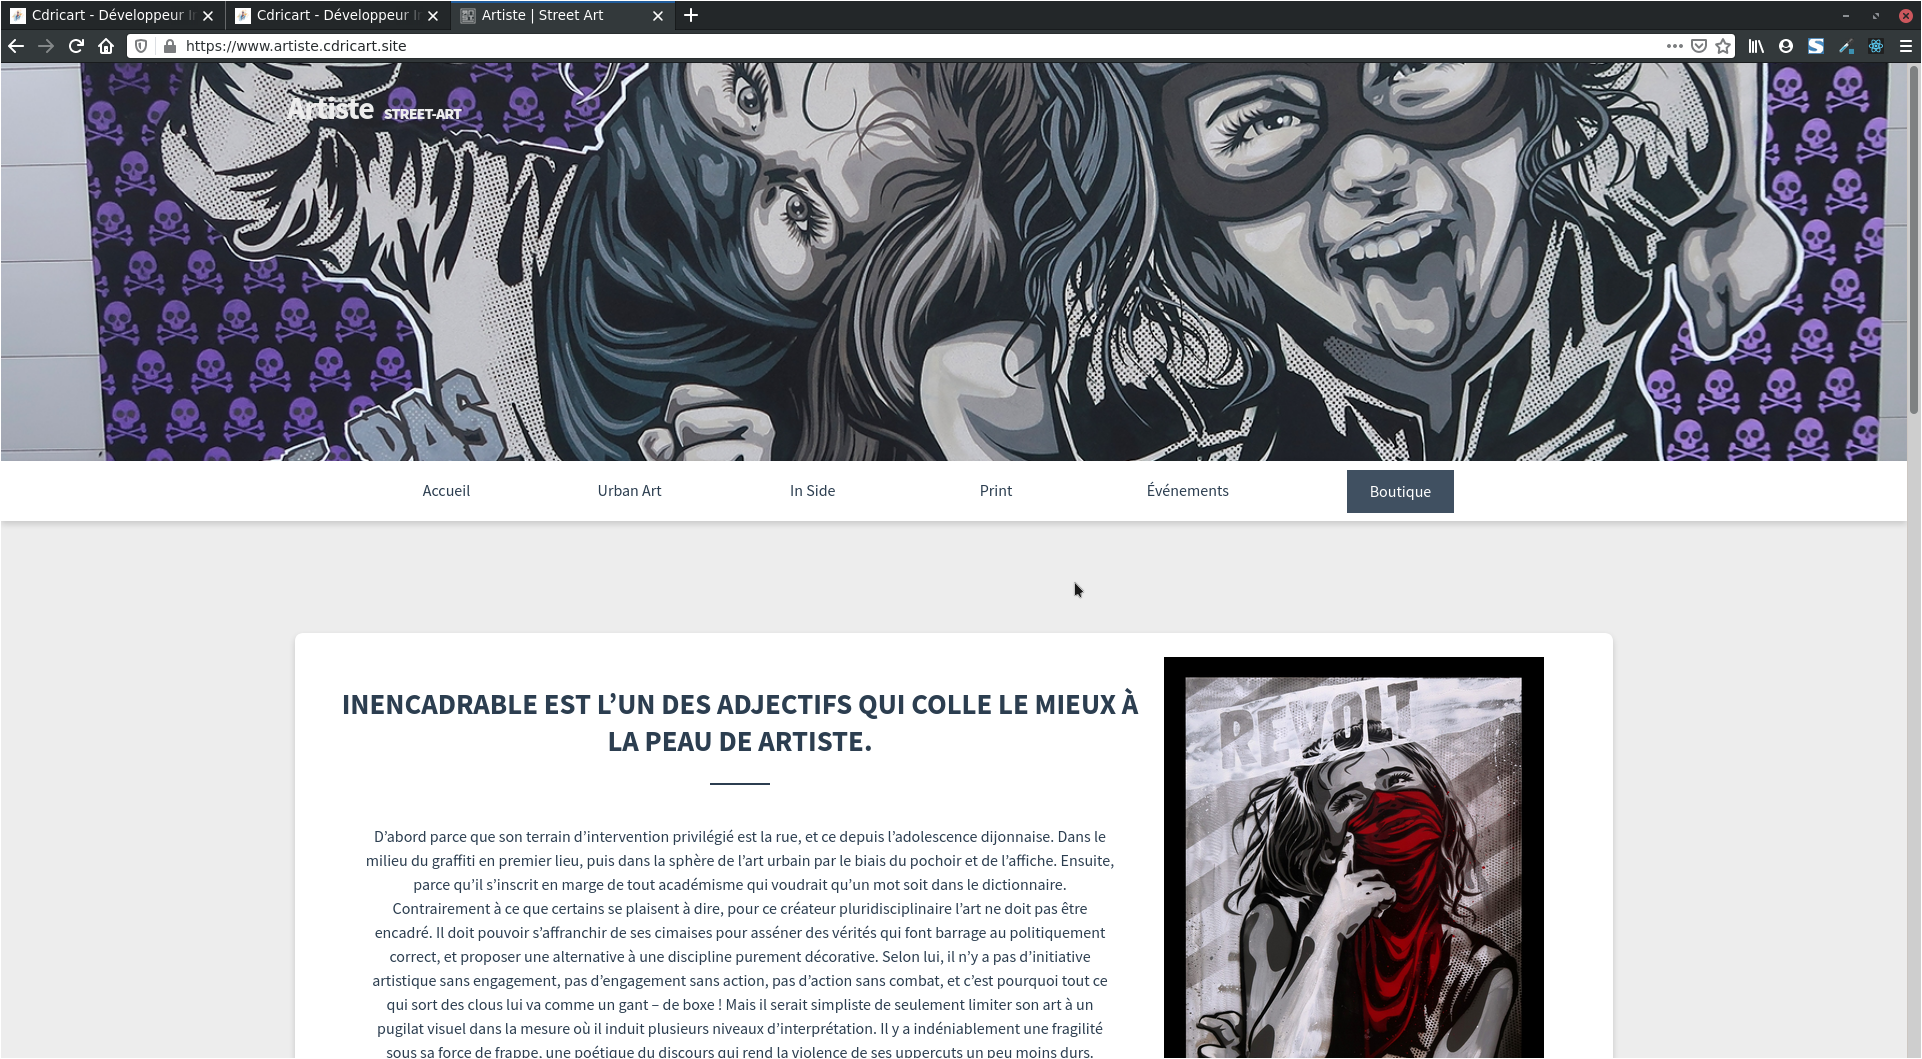 Cdricart - Développeur I
Cdricart - Développeur I
Artiste | Street Art
https://www.artiste.cdricart.site
Artiste STREET-ART
PAS
Accueil
Urban Art
In Side
Print
Événements
Boutique
INENCADRABLE EST L’UN DES ADJECTIFS QUI COLLE LE MIEUX À
LA PEAU DE ARTISTE.
REVOLT
D’abord parce que son terrain d’intervention privilégié est la rue, et ce depuis l’adolescence dijonnaise. Dans le
milieu du graffiti en premier lieu, puis dans la sphère de l’art urbain par le biais du pochoir et de l’affiche. Ensuite,
parce qu’il s’inscrit en marge de tout académisme qui voudrait qu’un mot soit dans le dictionnaire.
Contrairement à ce que certains se plaisent à dire, pour ce créateur pluridisciplinaire l’art ne doit pas être
encadré. Il doit pouvoir s’affranchir de ses cimaises pour asséner des vérités qui font barrage au politiquement
correct, et proposer une alternative à une discipline purement décorative. Selon lui, il n’y a pas d’initiative
artistique sans engagement, pas d’engagement sans action, pas d’action sans combat, et c’est pourquoi tout ce
qui sort des clous lui va comme un gant – de boxe ! Mais il serait simpliste de seulement limiter son art à un
pugilat visuel dans la mesure où il induit plusieurs niveaux d’interprétation. Il y a indéniablement une fragilité
sous sa force de frappe, une poétique du discours qui rend la violence de ses uppercuts un peu moins durs.